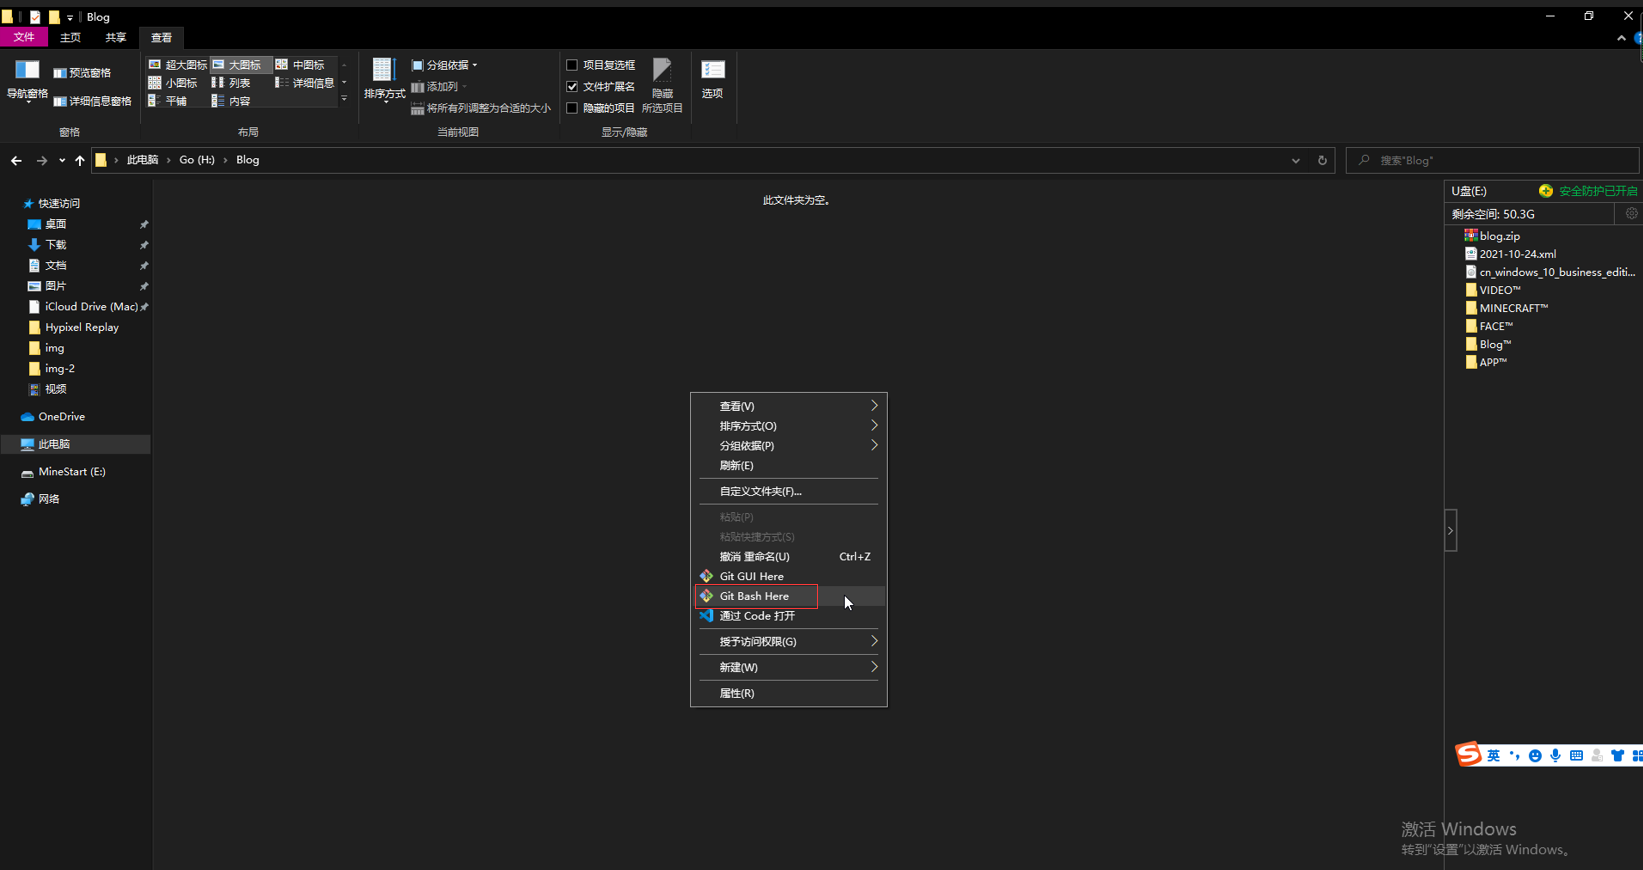 Blog
文件 主页 共享 查看
导航窗格
预览窗格
详细信息窗格
窗格
超大图标 大图标 中图标
小图标 列表 详细信息
平铺 内容
布局
排序方式
分组依据
添加列
将所有列调整为合适的大小
当前视图
项目复选框
文件扩展名
隐藏的项目
隐藏
所选项目
显示/隐藏
选项
此电脑 › Go (H:) › Blog
搜索"Blog"
快速访问
桌面
下载
文档
图片
iCloud Drive (Mac)
Hypixel Replay
img
img-2
视频
OneDrive
此电脑
MineStart (E:)
网络
此文件夹为空。
查看(V)
排序方式(O)
分组依据(P)
刷新(E)
自定义文件夹(F)...
粘贴(P)
粘贴快捷方式(S)
撤消 重命名(U) Ctrl+Z
Git GUI Here
Git Bash Here
通过 Code 打开
授予访问权限(G)
新建(W)
属性(R)
U盘(E:) 安全防护已开启
剩余空间: 50.3G
blog.zip
2021-10-24.xml
cn_windows_10_business_editi...
VIDEO™
MINECRAFT™
FACE™
Blog™
APP™
英
激活 Windows
转到"设置"以激活 Windows。